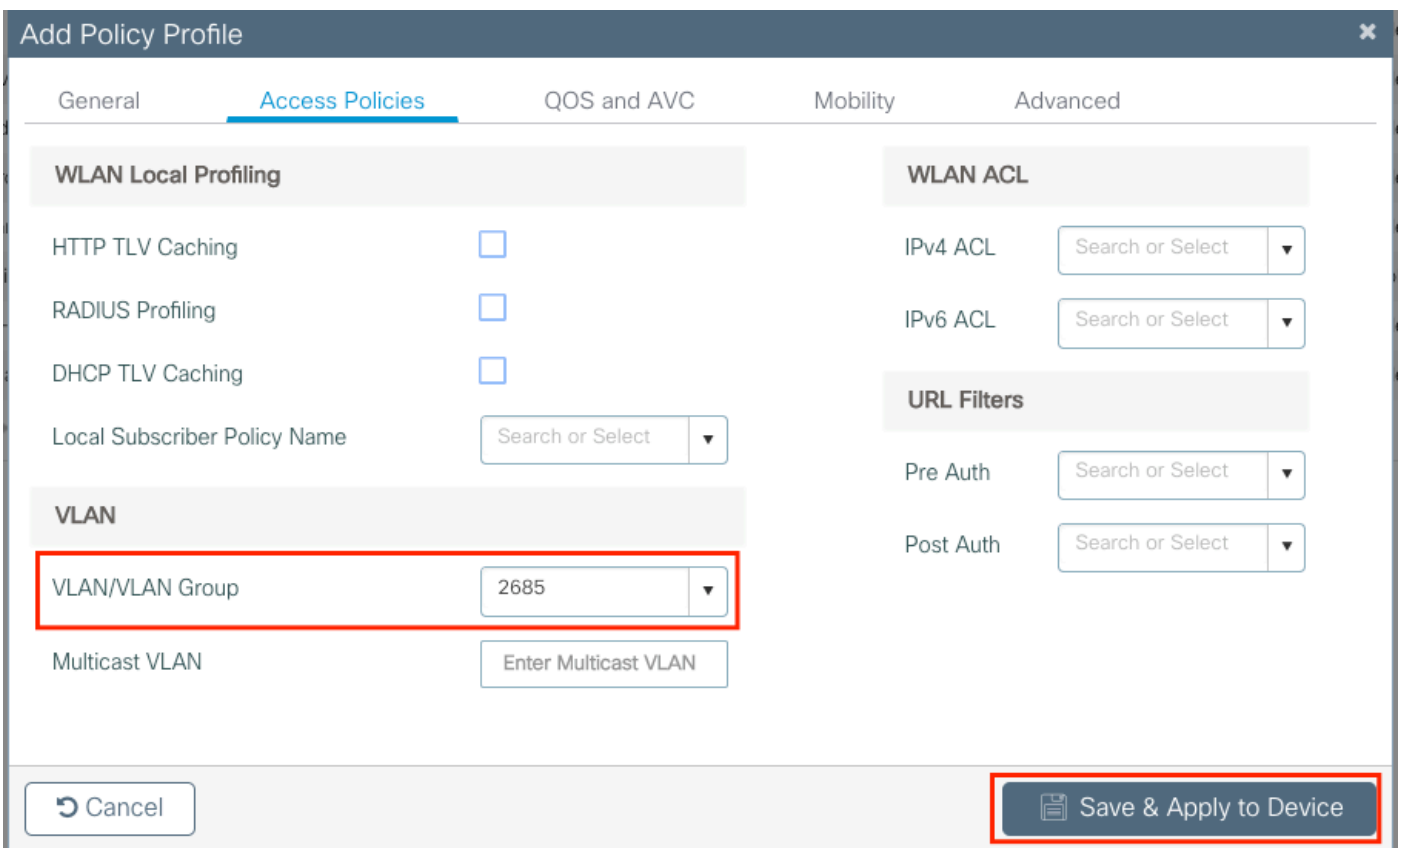 Add Policy Profile
General
Access Policies
QOS and AVC
Mobility
Advanced
WLAN Local Profiling
HTTP TLV Caching
RADIUS Profiling
DHCP TLV Caching
Local Subscriber Policy Name
Search or Select
VLAN
VLAN/VLAN Group
2685
Multicast VLAN
Enter Multicast VLAN
WLAN ACL
IPv4 ACL
Search or Select
IPv6 ACL
Search or Select
URL Filters
Pre Auth
Search or Select
Post Auth
Search or Select
Cancel
Save & Apply to Device